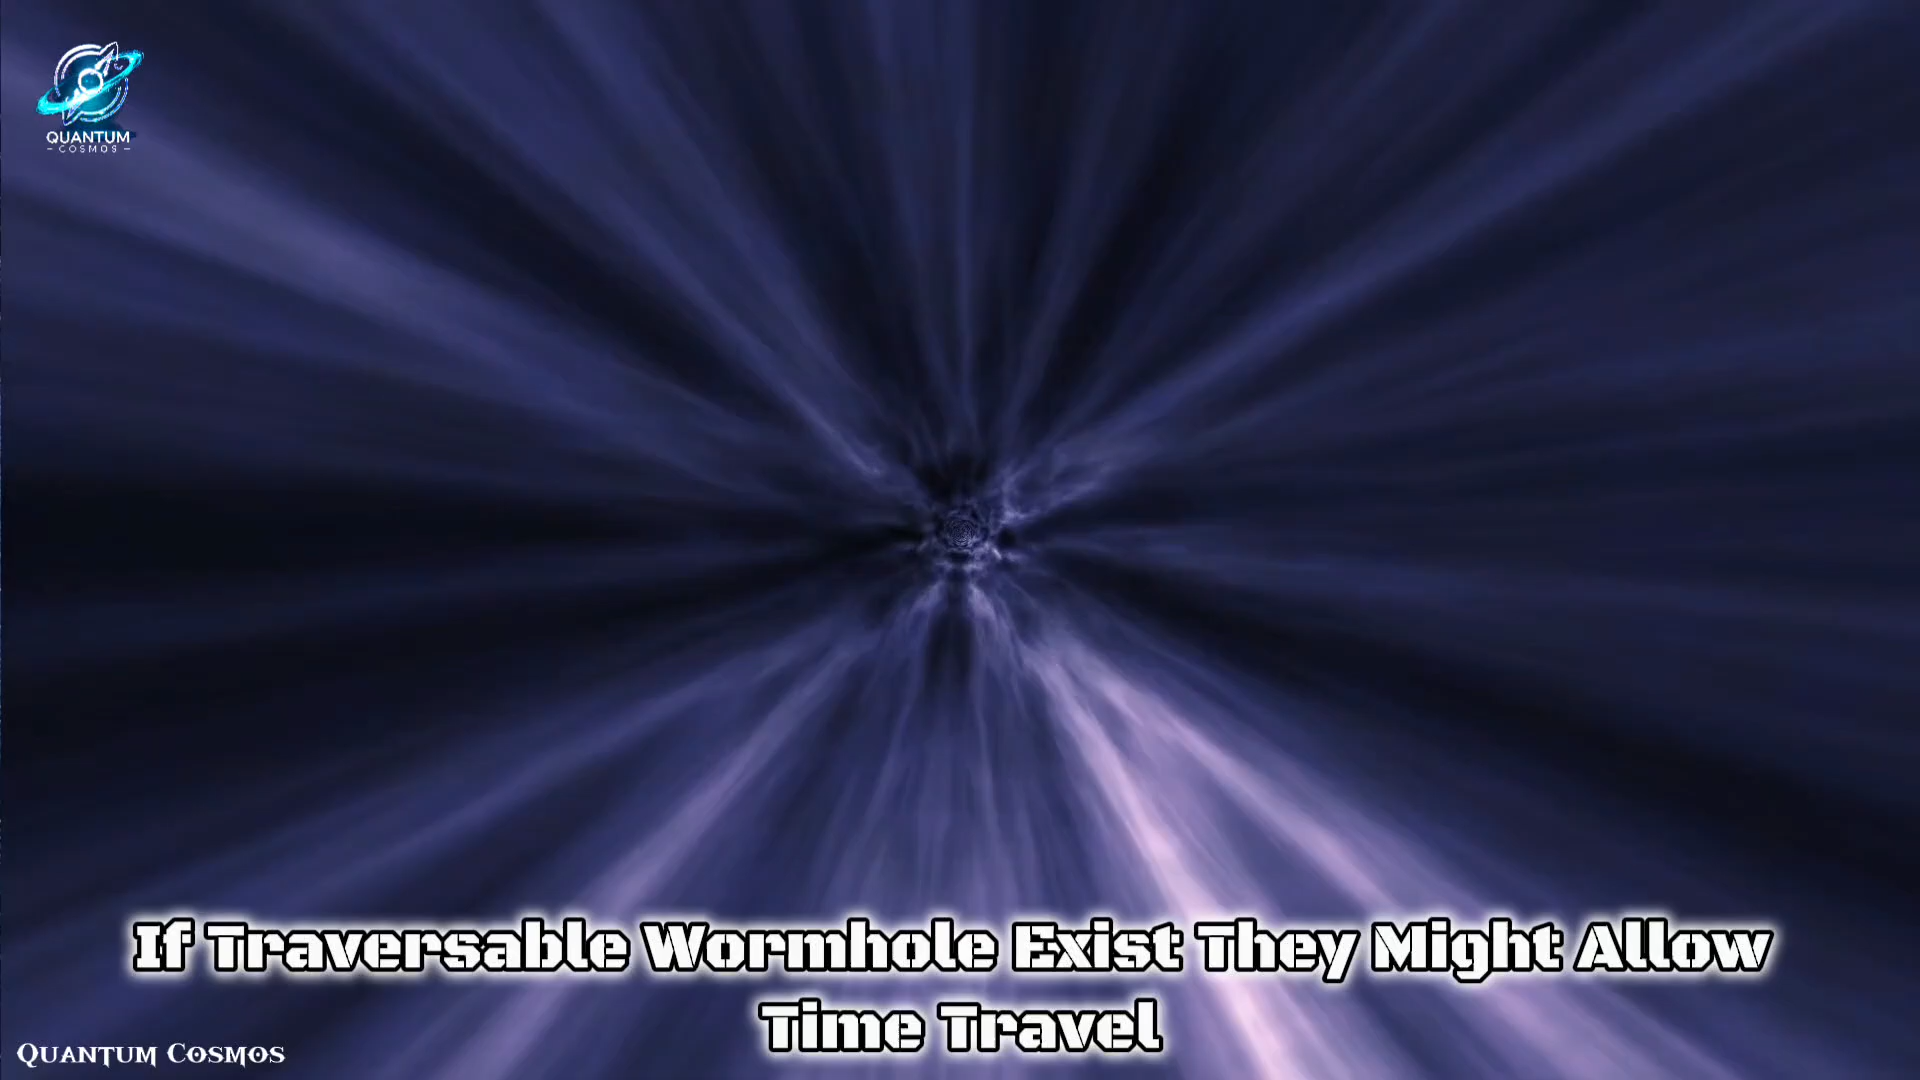 QUANTUM
- COSMOS -
If Traversable Wormhole Exist They Might Allow
Time Travel
Quantum Cosmos